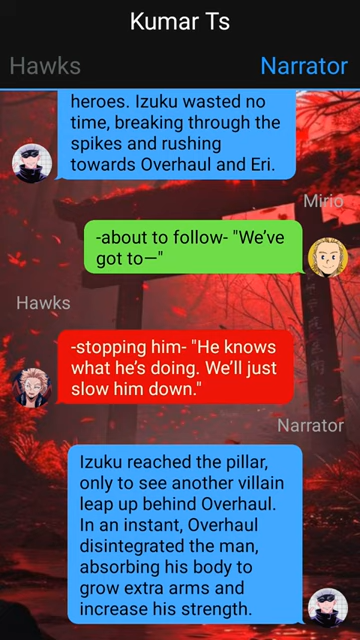 Kumar Ts
Hawks
Narrator
heroes. Izuku wasted no
time, breaking through the
spikes and rushing
towards Overhaul and Eri.
Mirio
-about to follow- "We've
got to—"
Hawks
-stopping him- "He knows
what he's doing. We'll just
slow him down."
Narrator
Izuku reached the pillar,
only to see another villain
leap up behind Overhaul.
In an instant, Overhaul
disintegrated the man,
absorbing his body to
grow extra arms and
increase his strength.